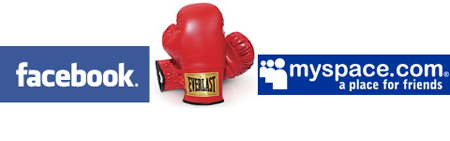 facebook.
EVERLAST
myspace.com®
a place for friends